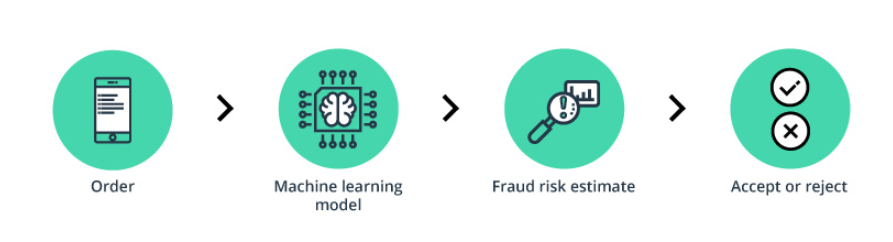 Order
Machine learning
model
Fraud risk estimate
Accept or reject